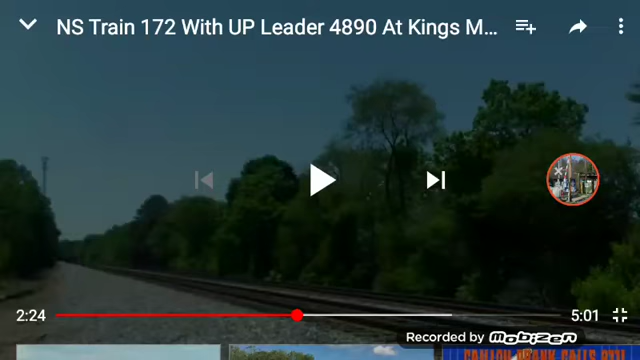 NS Train 172 With UP Leader 4890 At Kings M...
2:24
5:01
Recorded by mobizen